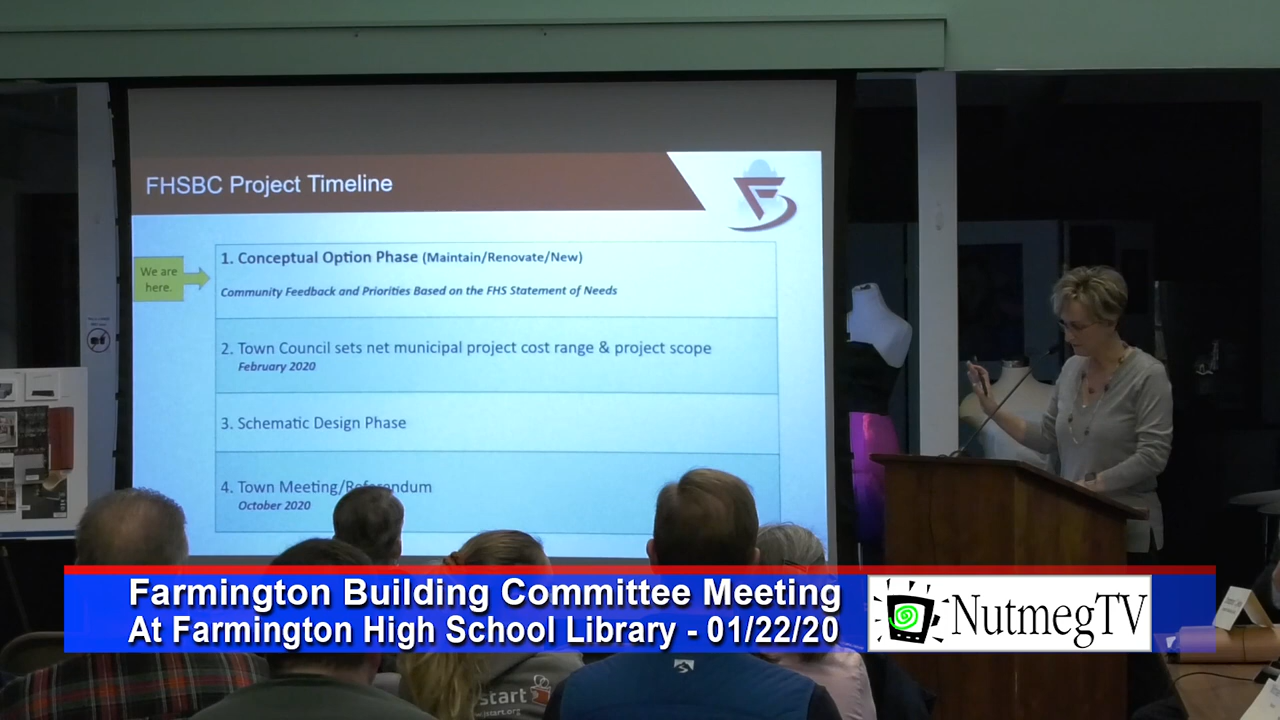 FHSBC Project Timeline
F
We are
here.
1. Conceptual Option Phase (Maintain/Renovate/New)
Community Feedback and Priorities Based on the FHS Statement of Needs
2. Town Council sets net municipal project cost range & project scope
February 2020
3. Schematic Design Phase
4. Town Meeting/Referendum
October 2020
Farmington Building Committee Meeting
At Farmington High School Library - 01/22/20
NutmegTV
start